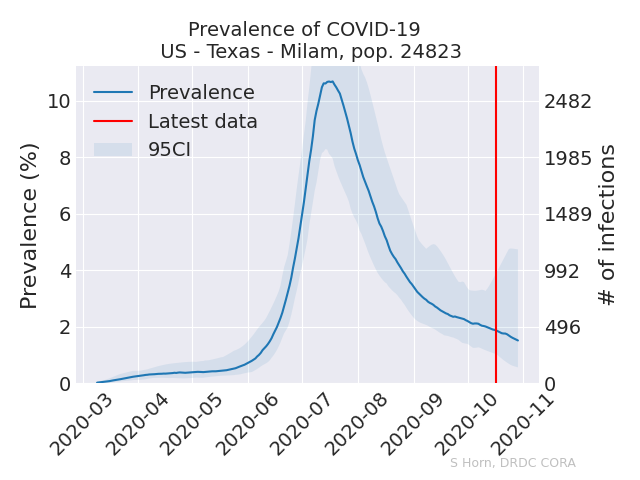 Prevalence of COVID-19
US - Texas - Milam, pop. 24823
Prevalence
Latest data
95CI
Prevalence (%)
10
8
6
4
2
0
2482
1985
1489
992
496
0
# of infections
2020-03
2020-04
2020-05
2020-06
2020-07
2020-08
2020-09
2020-10
2020-11
S Horn, DRDC CORA